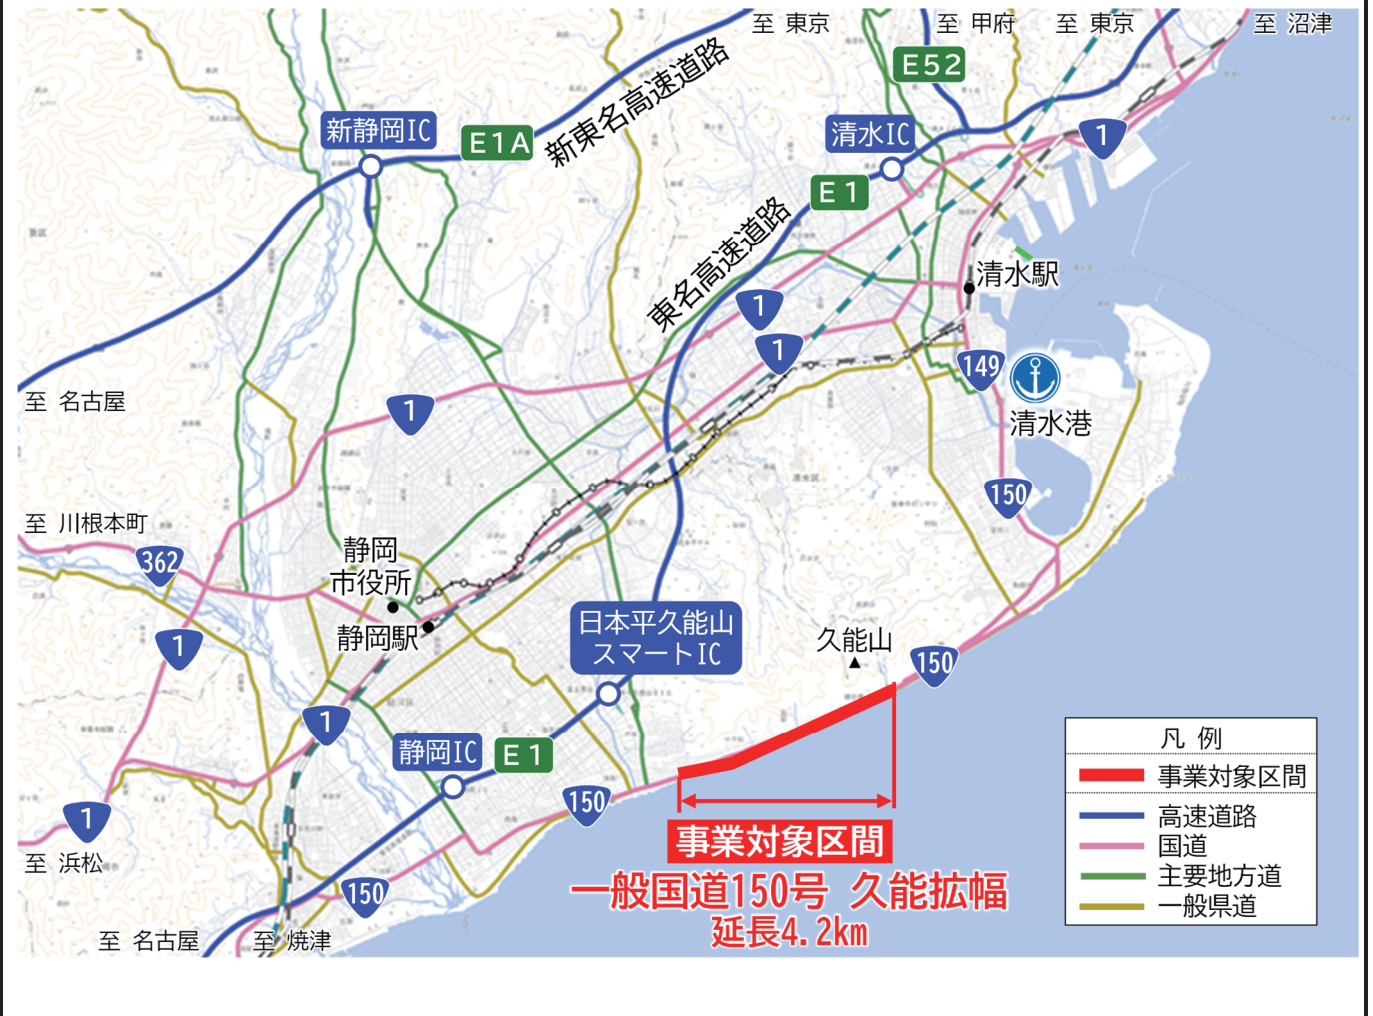 至 東京
至 甲府
至 東京
至 沼津
E52
新東名高速道路
新静岡IC
E1A
清水IC
1
E1
東名高速道路
清水駅
1
1
149
清水港
至 名古屋
1
150
至 川根本町
362
静岡
市役所
静岡駅
1
日本平久能山
スマートIC
久能山
150
1
静岡IC
E1
150
1
至 浜松
150
至 名古屋
至 焼津
事業対象区間
一般国道150号 久能拡幅
延長4.2km
凡 例
事業対象区間
高速道路
国道
主要地方道
一般県道